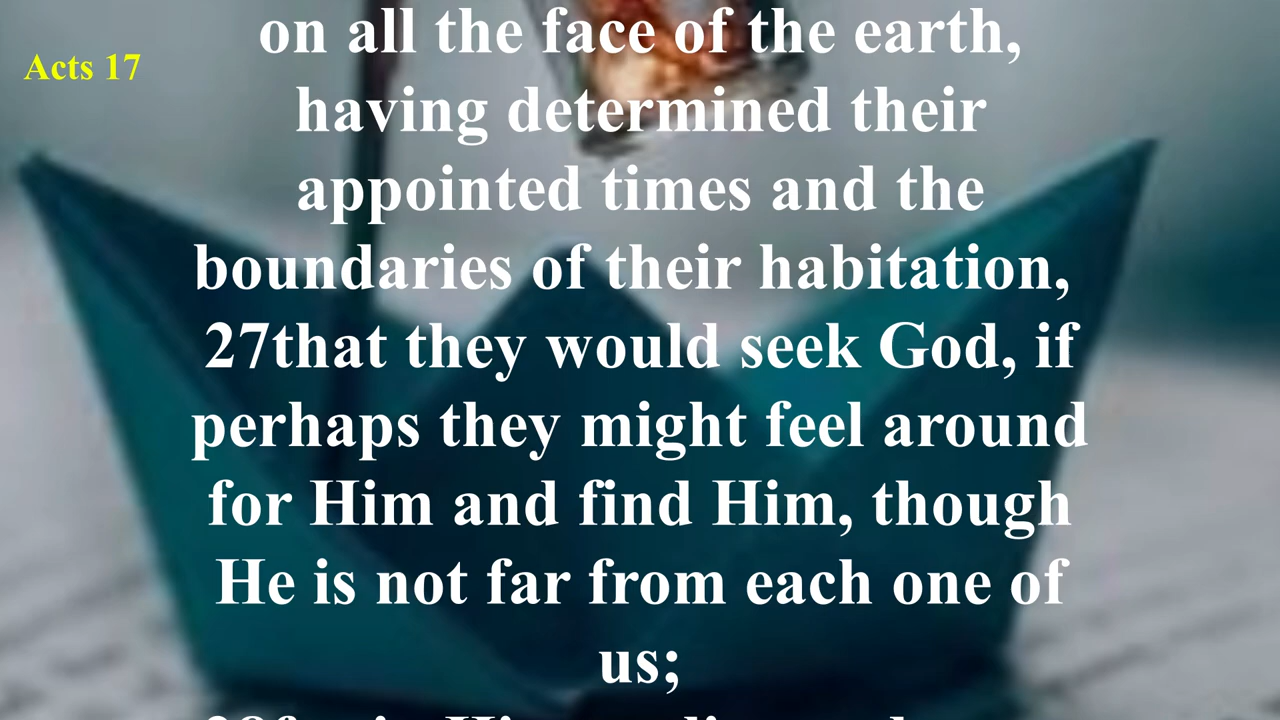 on all the face of the earth,
Acts 17
having determined their
appointed times and the
boundaries of their habitation,
27that they would seek God, if
perhaps they might feel around
for Him and find Him, though
He is not far from each one of
us;